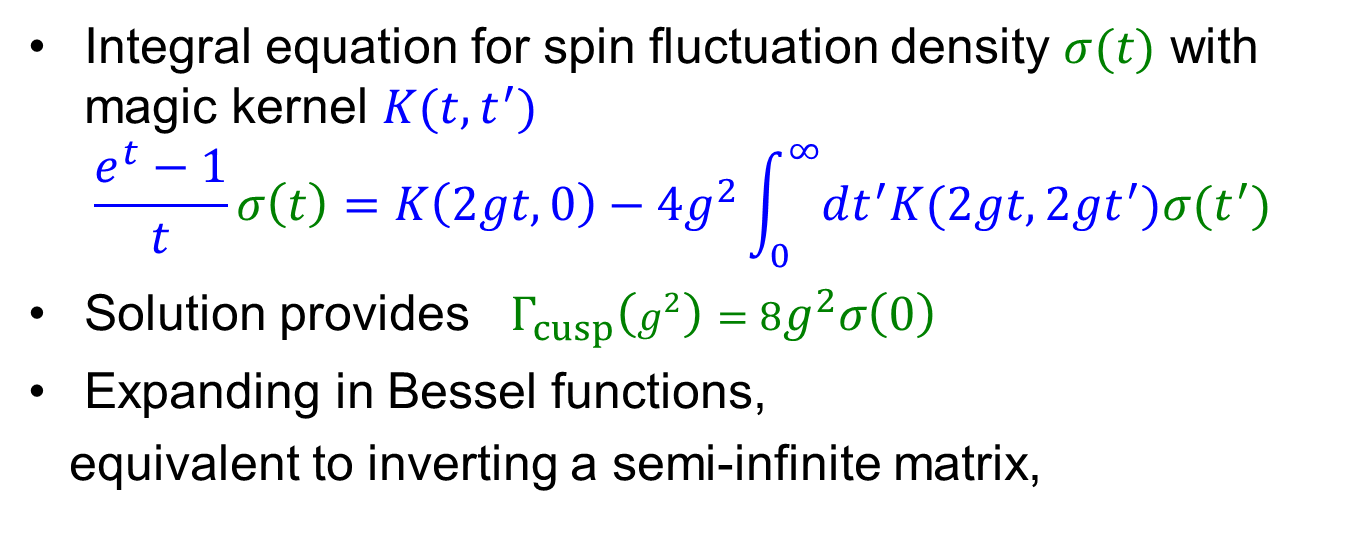 • Integral equation for spin fluctuation density σ(t) with
magic kernel K(t, t′)
\frac{e^t − 1}{t} σ(t) = K(2gt, 0) − 4g² ∫₀^∞ dt′K(2gt, 2gt′)σ(t′)
• Solution provides Γ_cusp(g²) = 8g²σ(0)
• Expanding in Bessel functions,
equivalent to inverting a semi-infinite matrix,